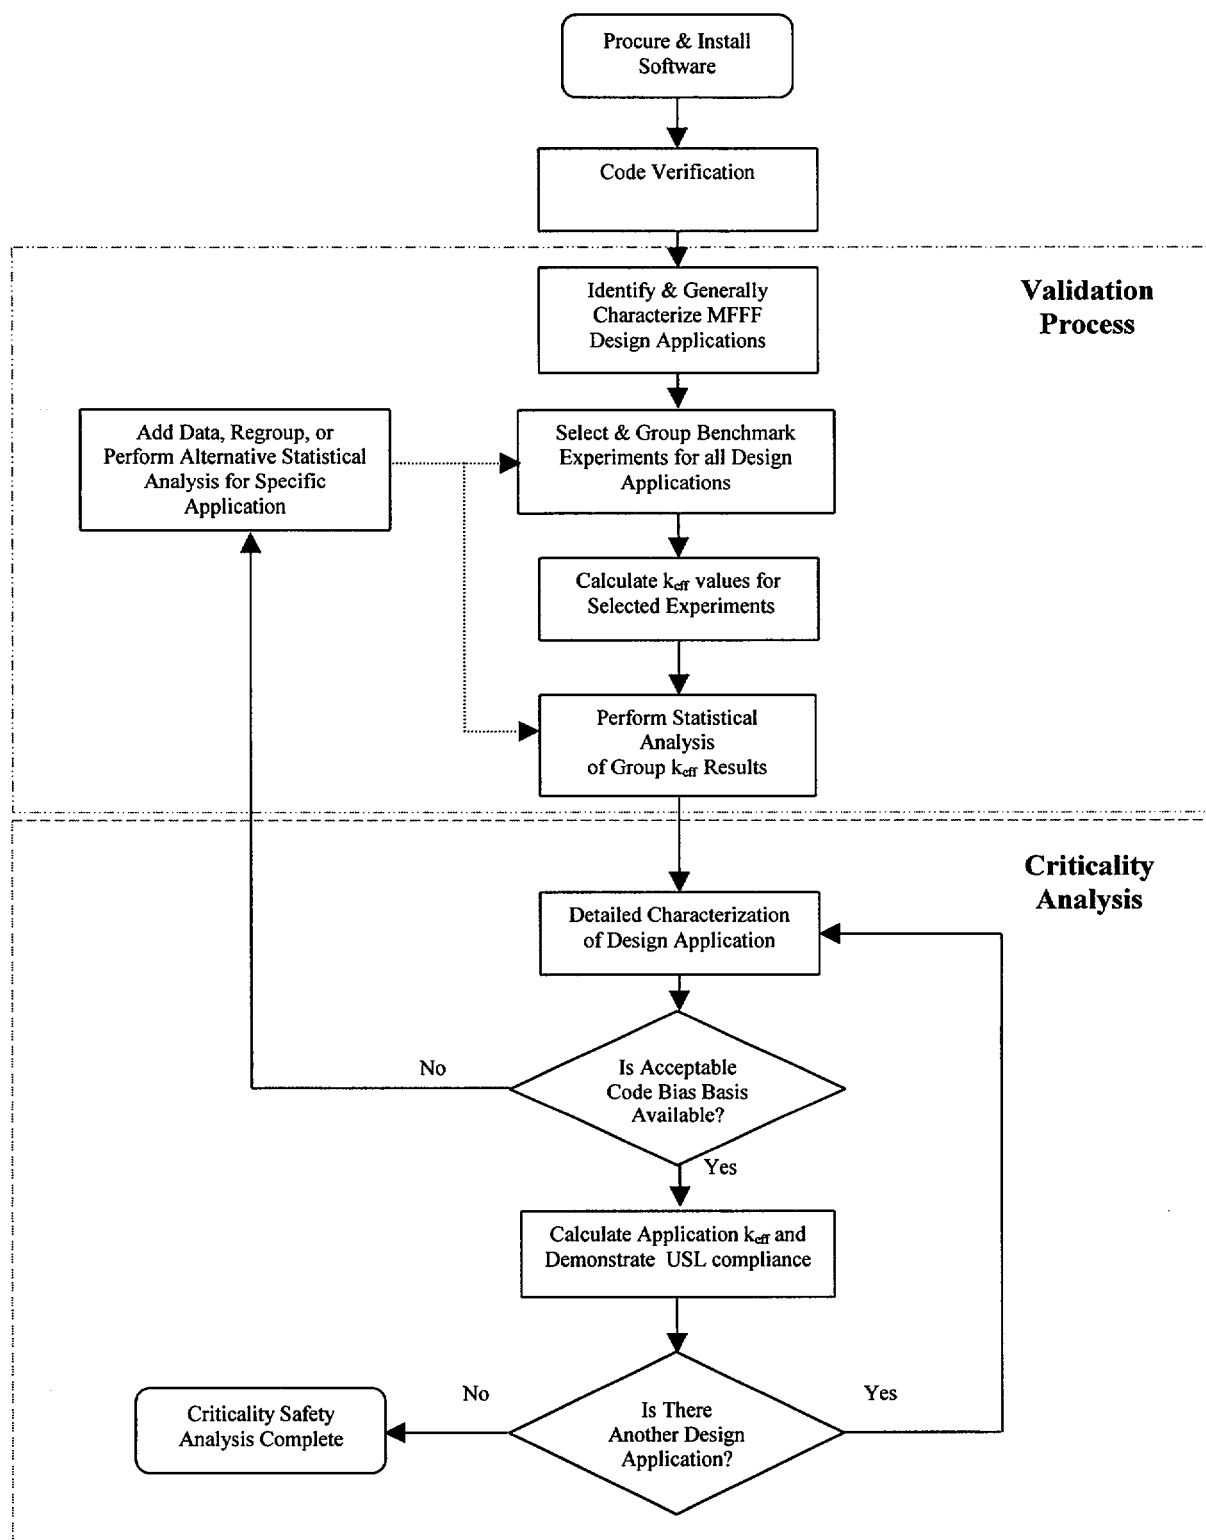 Procure & Install
Software
Code Verification
Validation
Process
Identify & Generally
Characterize MFFF
Design Applications
Add Data, Regroup, or
Perform Alternative Statistical
Analysis for Specific
Application
Select & Group Benchmark
Experiments for all Design
Applications
Calculate keff values for
Selected Experiments
Perform Statistical
Analysis
of Group keff Results
Criticality
Analysis
Detailed Characterization
of Design Application
No
Is Acceptable
Code Bias Basis
Available?
Yes
Calculate Application keff and
Demonstrate USL compliance
No
Yes
Criticality Safety
Analysis Complete
Is There
Another Design
Application?